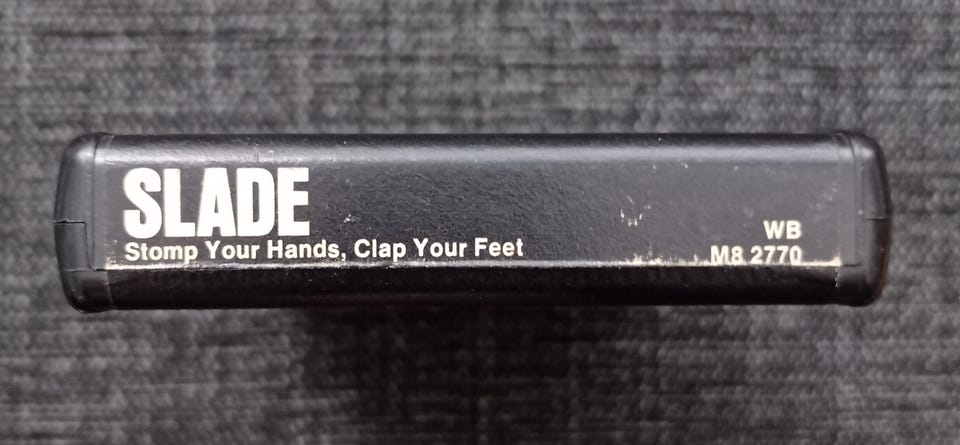 SLADE
Stomp Your Hands, Clap Your Feet
WB
M8 2770